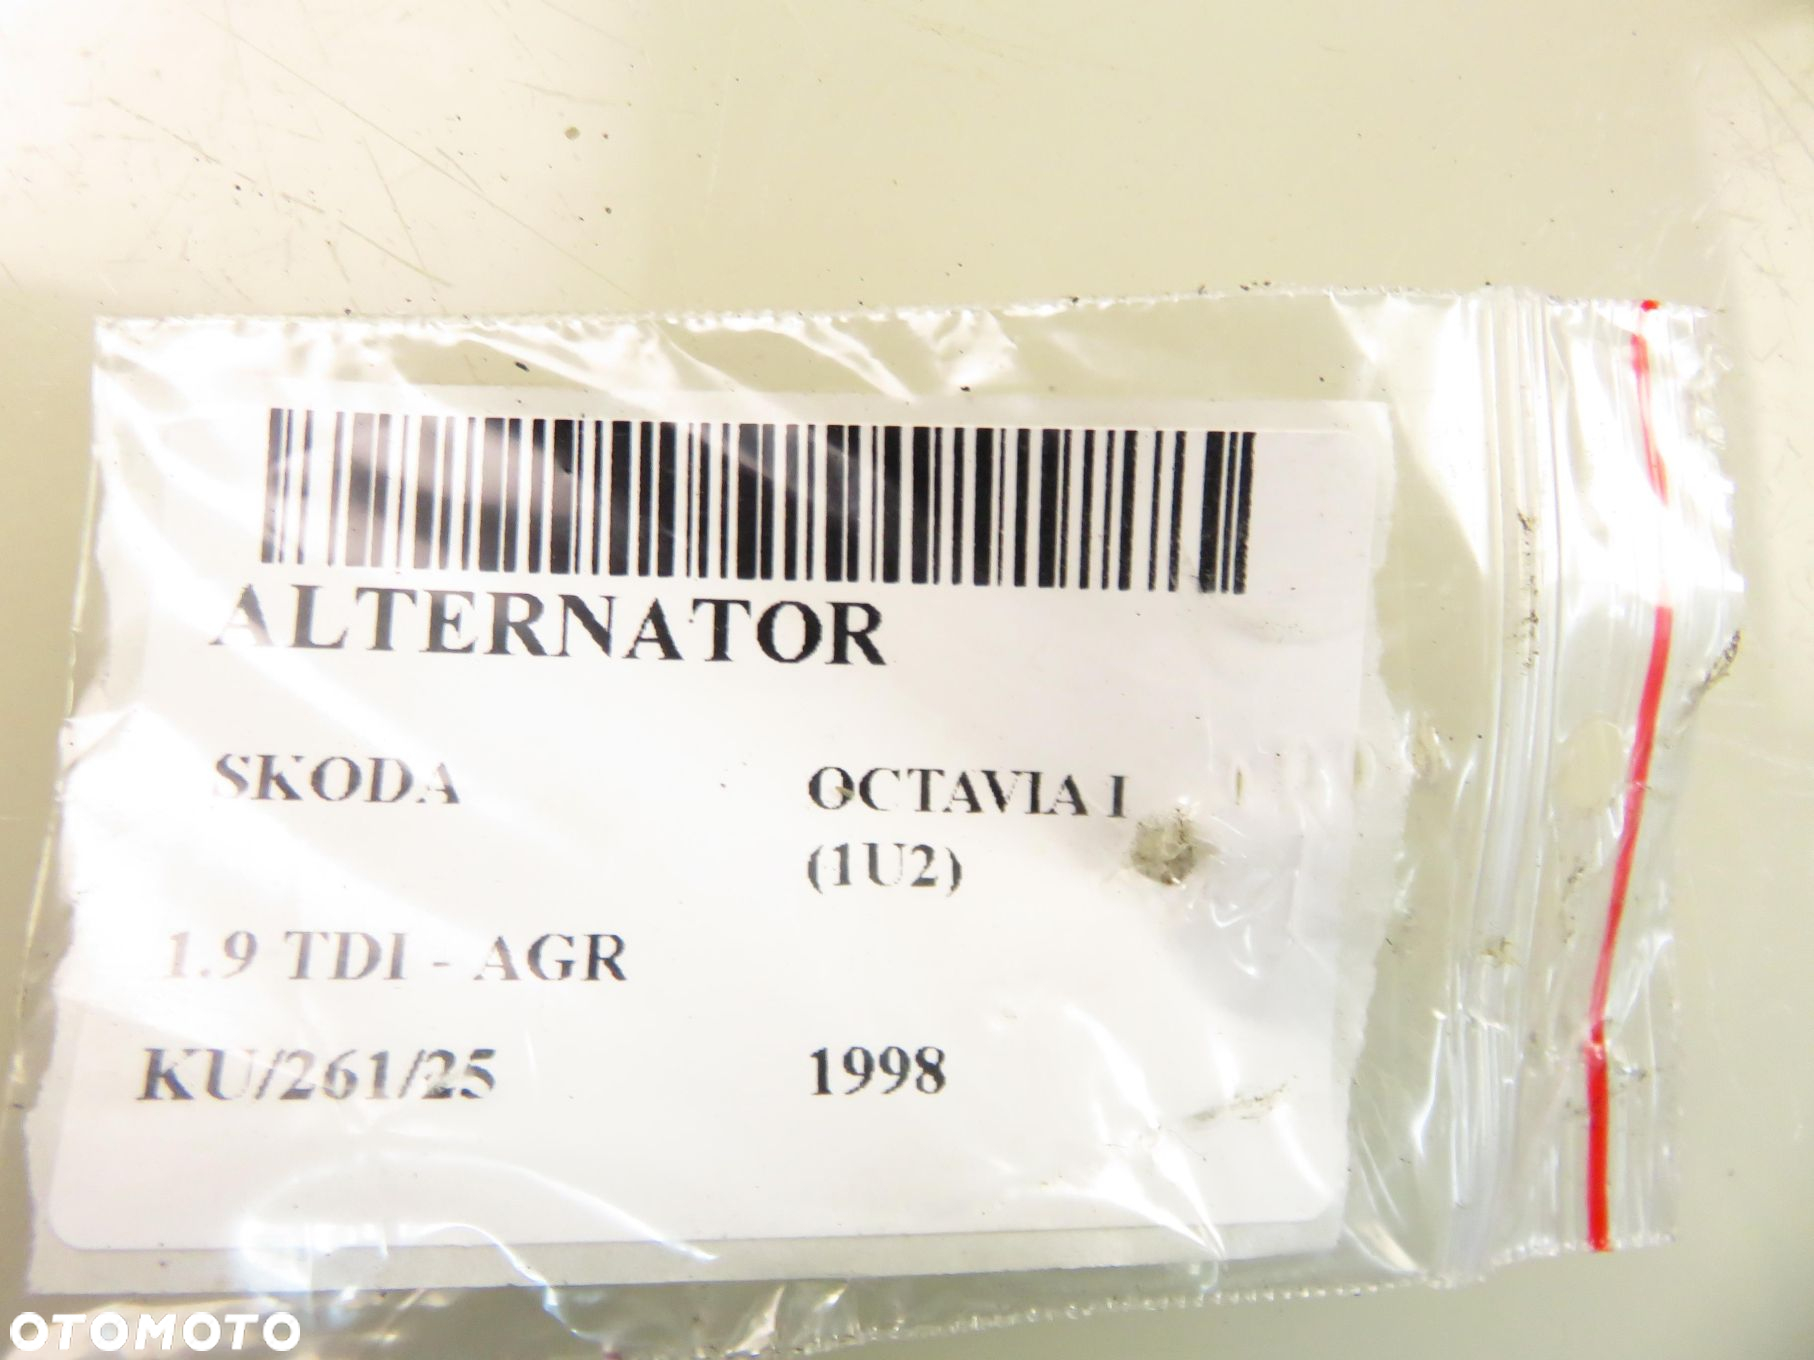 ALTERNATOR
SKODA OCTAVIA I
(1U2)
1.9 TDI - AGR
KU/261/25 1998
OTOMOTO